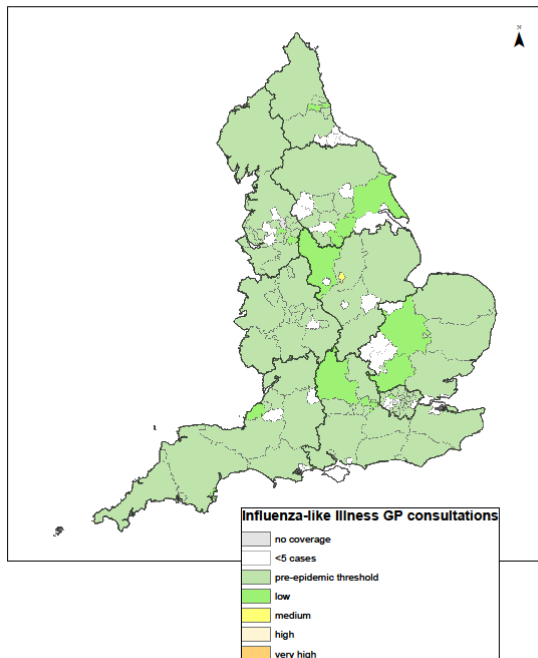 N
Influenza-like Illness GP consultations
no coverage
<5 cases
pre-epidemic threshold
low
medium
high
very high